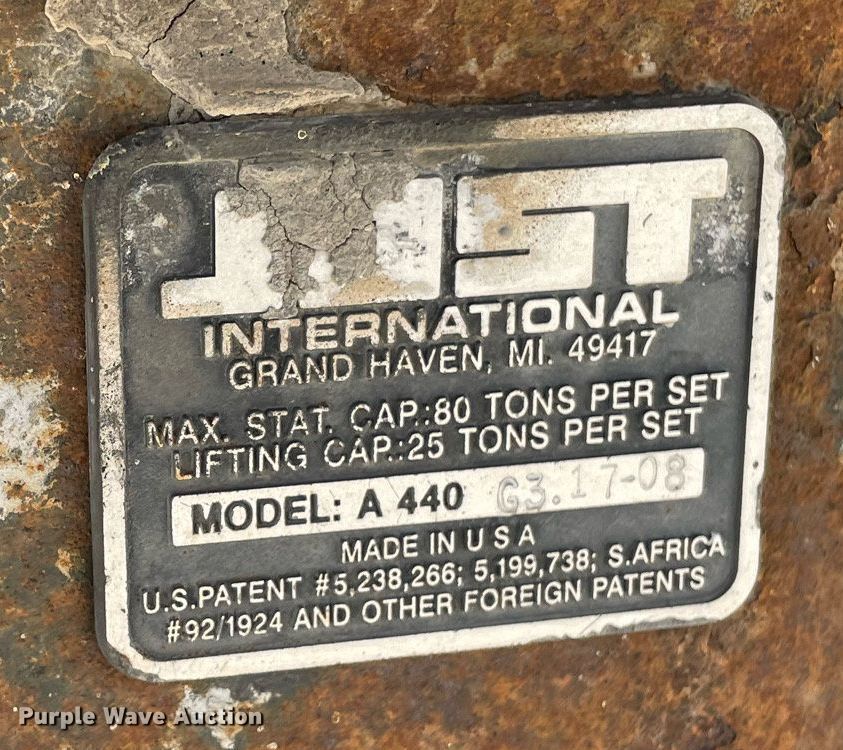 JOST
INTERNATIONAL
GRAND HAVEN, MI. 49417
MAX. STAT. CAP.:80 TONS PER SET
LIFTING CAP.:25 TONS PER SET
MODEL: A 440 G3.17-08
MADE IN U S A
U.S.PATENT #5,238,266; 5,199,738; S.AFRICA
#92/1924 AND OTHER FOREIGN PATENTS
Purple Wave Auction